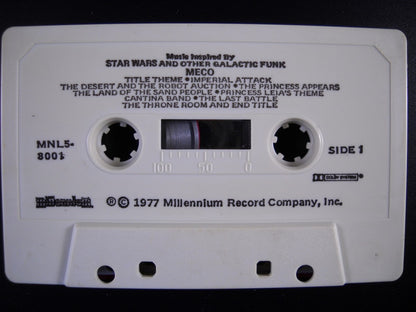 Music Inspired By
STAR WARS AND OTHER GALACTIC FUNK
MECO
TITLE THEME • IMPERIAL ATTACK
THE DESERT AND THE ROBOT AUCTION • THE PRINCESS APPEARS
THE LAND OF THE SAND PEOPLE • PRINCESS LEIA'S THEME
CANTINA BAND • THE LAST BATTLE
THE THRONE ROOM AND END TITLE
MNL5-
8001
SIDE 1
100 50 0
DOLBY SYSTEM
millennium
℗ © 1977 Millennium Record Company, Inc.